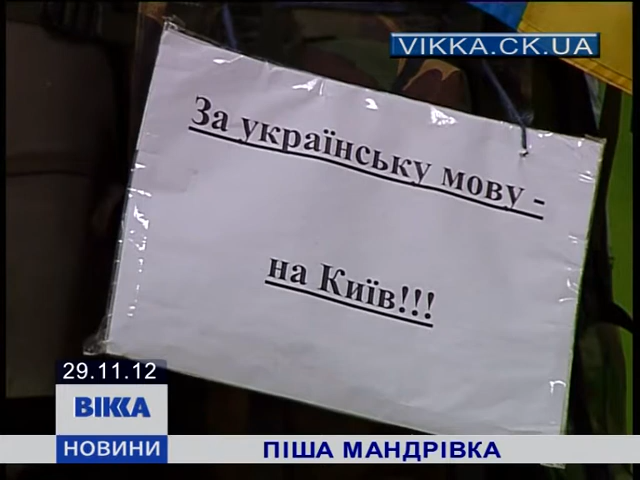 VIKKA.CK.UA
За українську мову -
на Київ!!!
29.11.12
ВІККА
НОВИНИ
ПІША МАНДРІВКА